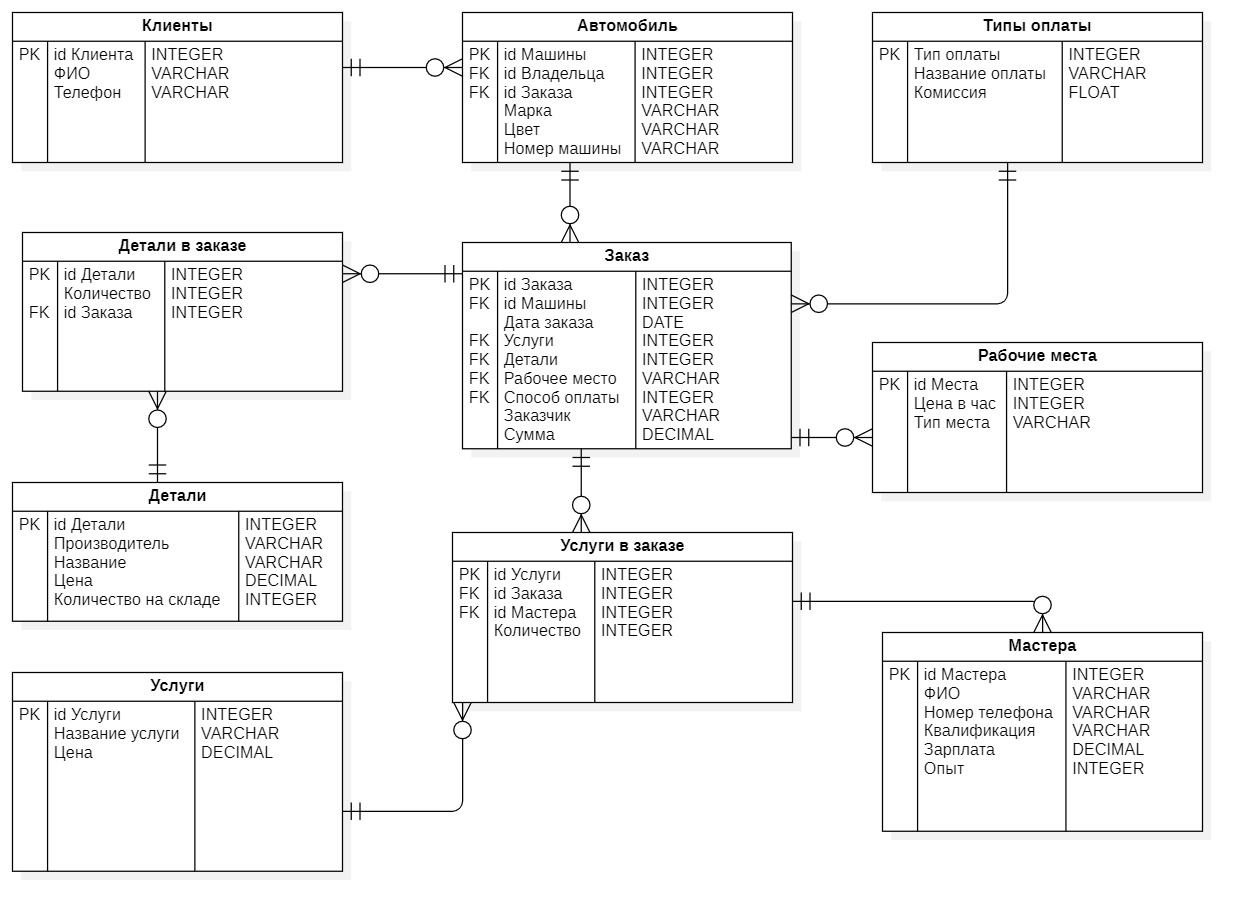 Клиенты
PK id Клиента INTEGER
ФИО VARCHAR
Телефон VARCHAR
Автомобиль
PK id Машины INTEGER
FK id Владельца INTEGER
FK id Заказа INTEGER
Марка VARCHAR
Цвет VARCHAR
Номер машины VARCHAR
Типы оплаты
PK Тип оплаты INTEGER
Название оплаты VARCHAR
Комиссия FLOAT
Детали в заказе
PK id Детали INTEGER
Количество INTEGER
FK id Заказа INTEGER
Заказ
PK id Заказа INTEGER
FK id Машины INTEGER
Дата заказа DATE
FK Услуги INTEGER
FK Детали INTEGER
FK Рабочее место VARCHAR
FK Способ оплаты INTEGER
Заказчик VARCHAR
Сумма DECIMAL
Рабочие места
PK id Места INTEGER
Цена в час INTEGER
Тип места VARCHAR
Детали
PK id Детали INTEGER
Производитель VARCHAR
Название VARCHAR
Цена DECIMAL
Количество на складе INTEGER
Услуги в заказе
PK id Услуги INTEGER
FK id Заказа INTEGER
FK id Мастера INTEGER
Количество INTEGER
Мастера
PK id Мастера INTEGER
ФИО VARCHAR
Номер телефона VARCHAR
Квалификация VARCHAR
Зарплата DECIMAL
Опыт INTEGER
Услуги
PK id Услуги INTEGER
Название услуги VARCHAR
Цена DECIMAL